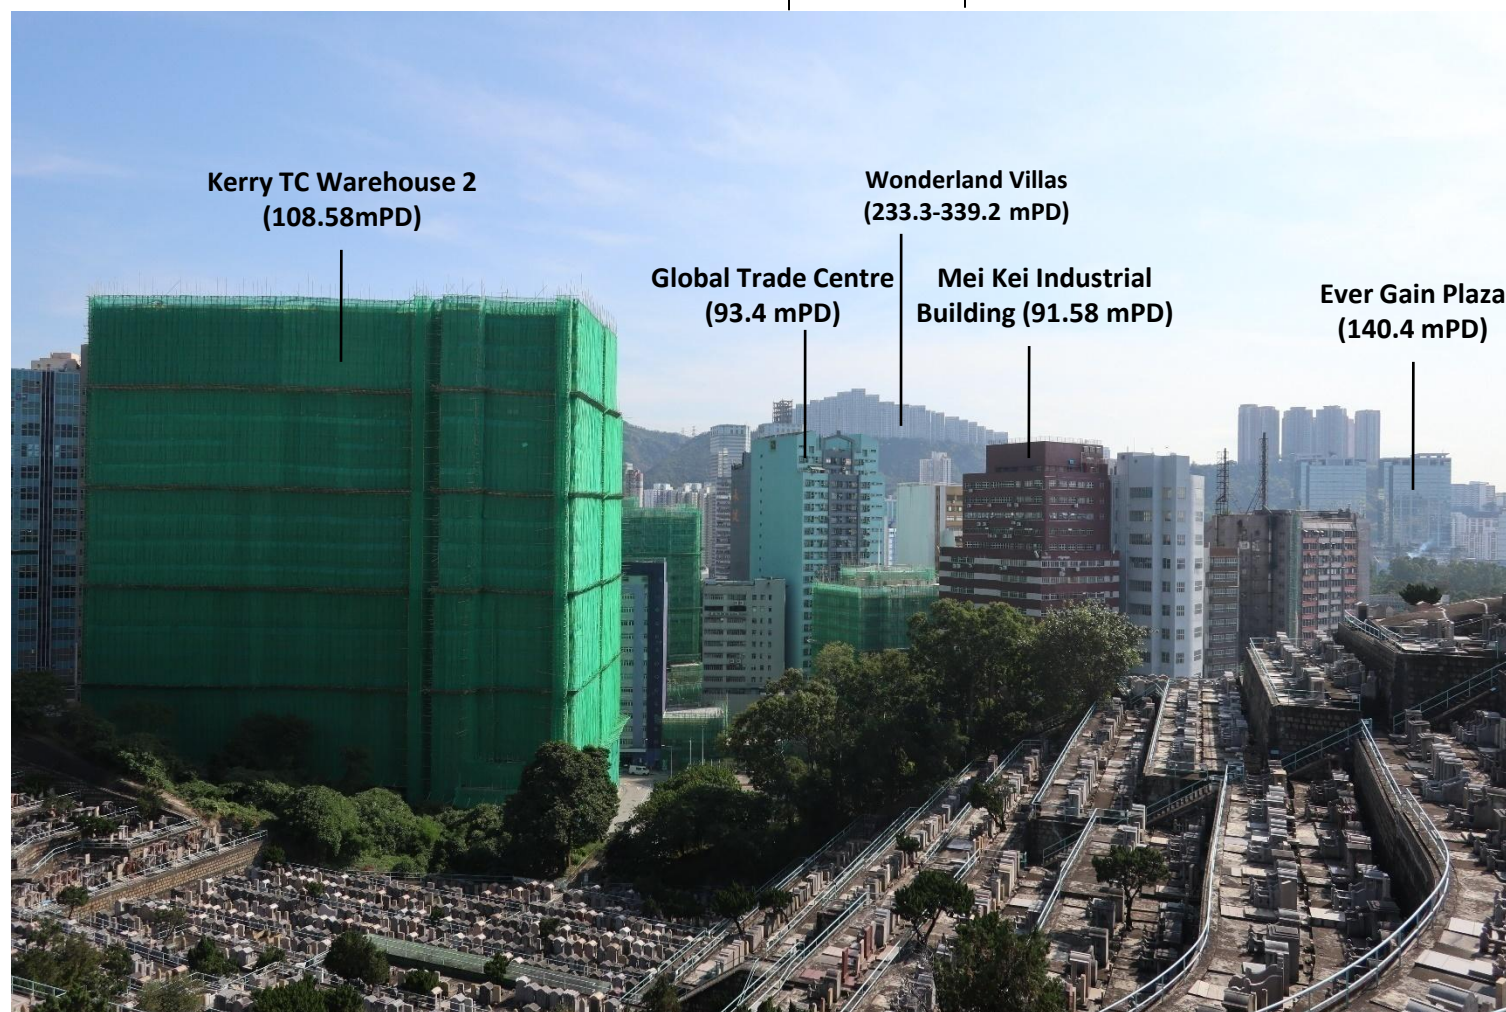 Kerry TC Warehouse 2
(108.58mPD)
Wonderland Villas
(233.3-339.2 mPD)
Global Trade Centre
(93.4 mPD)
Mei Kei Industrial
Building (91.58 mPD)
Ever Gain Plaza
(140.4 mPD)